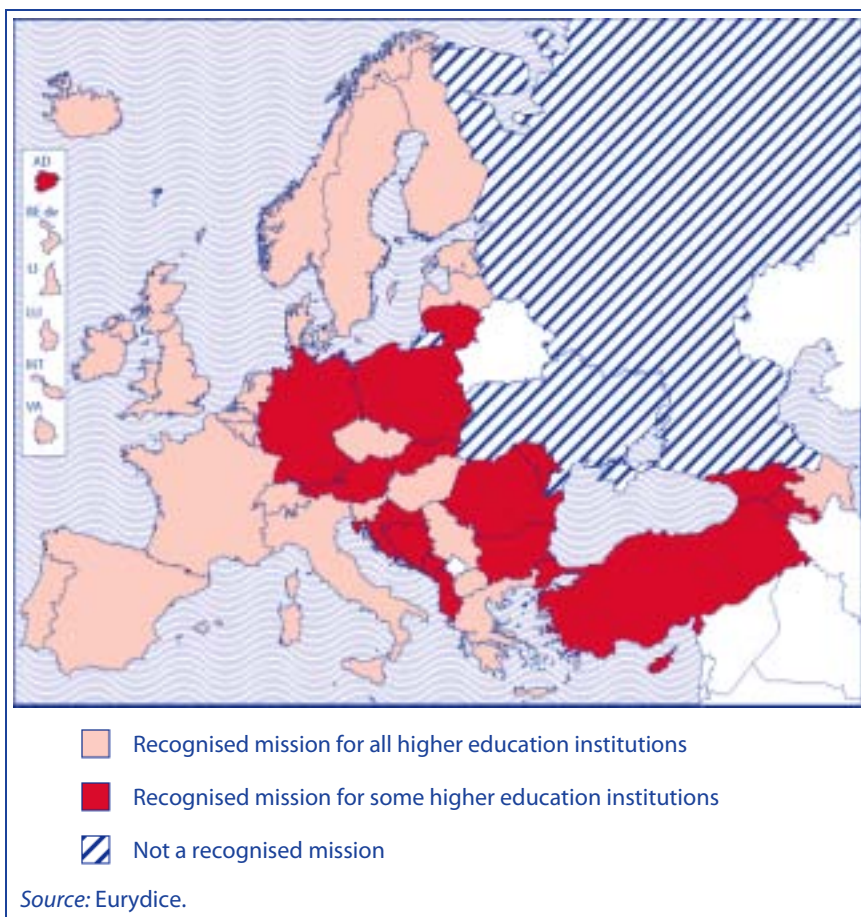 AD
BE de
LI
LU
MT
VA
Recognised mission for all higher education institutions
Recognised mission for some higher education institutions
Not a recognised mission
Source: Eurydice.